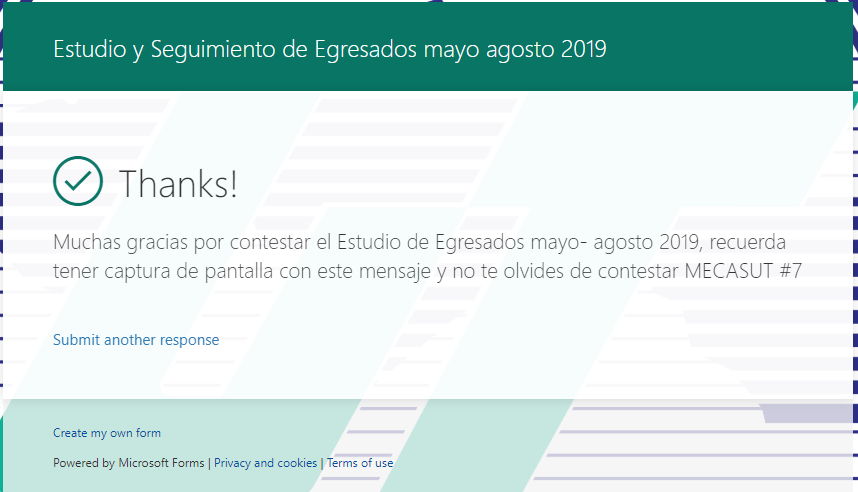 Estudio y Seguimiento de Egresados mayo agosto 2019
Thanks!
Muchas gracias por contestar el Estudio de Egresados mayo- agosto 2019, recuerda
tener captura de pantalla con este mensaje y no te olvides de contestar MECASUT #7
Submit another response
Create my own form
Powered by Microsoft Forms | Privacy and cookies | Terms of use